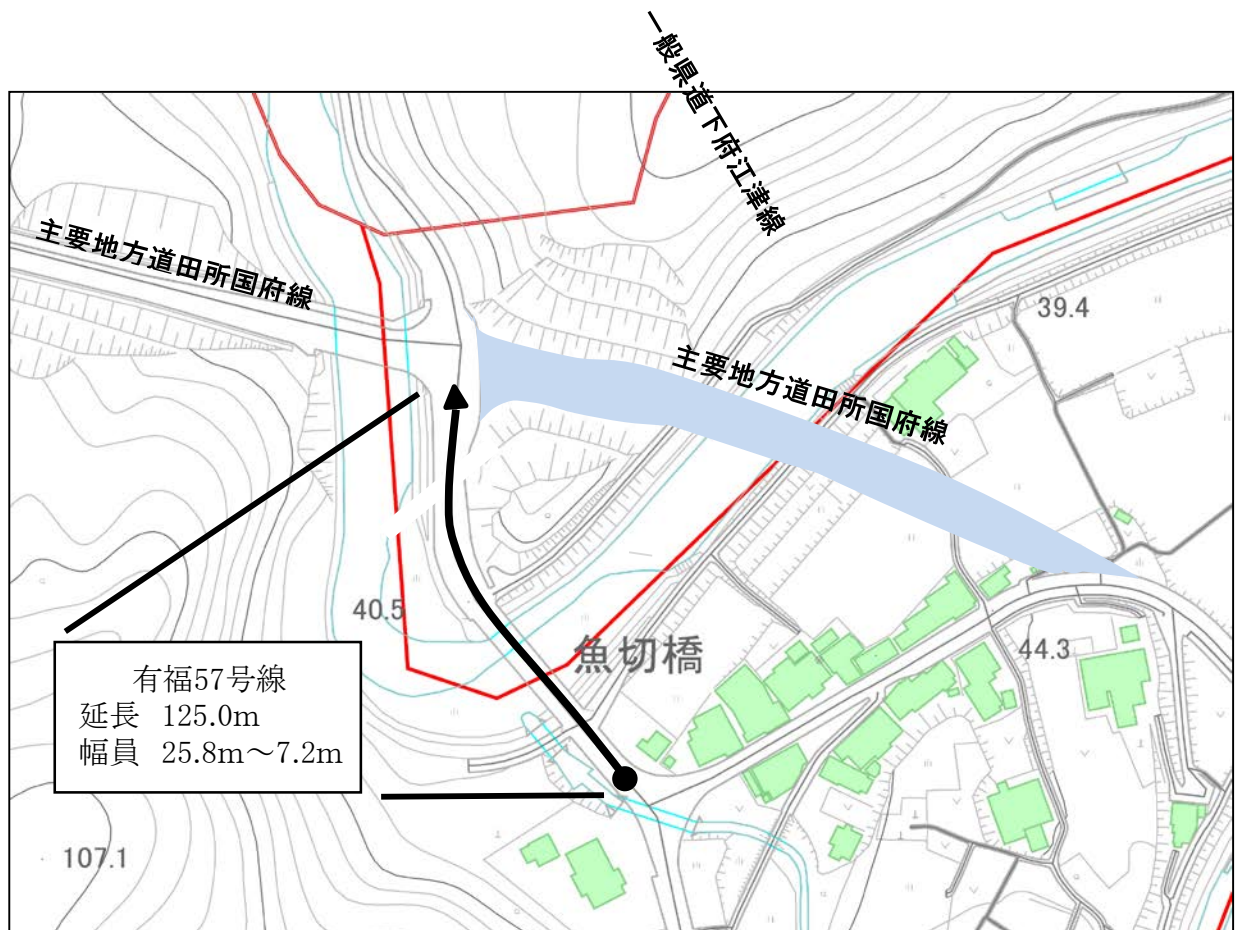 一般県道下府江津線
主要地方道田所国府線
39.4
主要地方道田所国府線
40.5
魚切橋
44.3
有福57号線
延長 125.0m
幅員 25.8m～7.2m
107.1